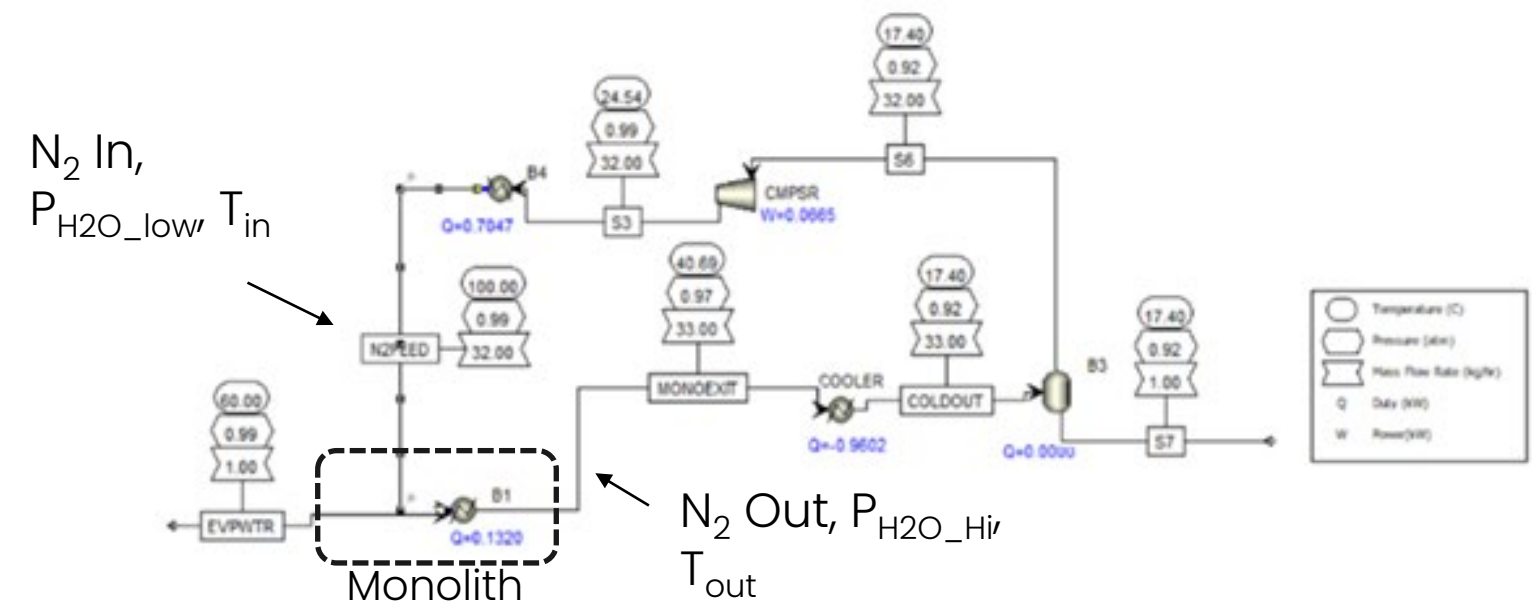 17.40
0.92
32.00
S6
24.54
0.99
32.00
S3
B4
Q=0.7047
CMPSR
W=0.0665
N₂ In,
P_H2O_low, T_in
100.00
0.99
32.00
N2FEED
40.69
0.97
33.00
MONOEXIT
COOLER
Q=-0.9602
17.40
0.92
33.00
COLDOUT
B3
Q=0.0000
17.40
0.92
1.00
S7
Temperature (C)
Pressure (atm)
Mass Flow Rate (kg/hr)
Q Duty (kW)
W Power(kW)
60.00
0.99
1.00
EVPWTR
B1
Q=0.1320
Monolith
N₂ Out, P_H2O_Hi,
T_out